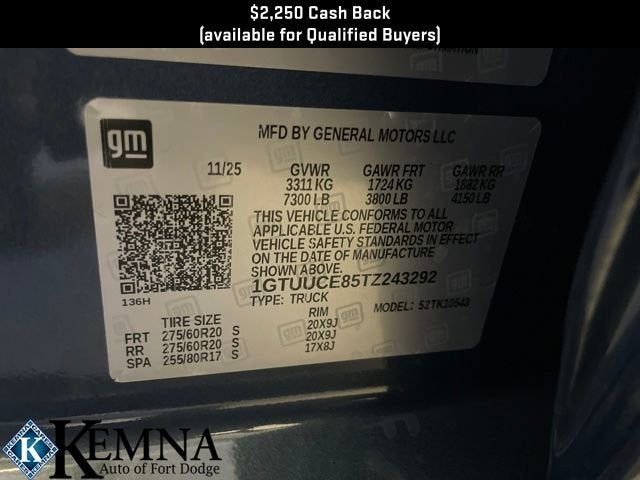 $2,250 Cash Back
(available for Qualified Buyers)
gm
MFD BY GENERAL MOTORS LLC
11/25 GVWR GAWR FRT GAWR RR
3311 KG 1724 KG 1882 KG
7300 LB 3800 LB 4150 LB
THIS VEHICLE CONFORMS TO ALL
APPLICABLE U.S. FEDERAL MOTOR
VEHICLE SAFETY STANDARDS IN EFFECT
ON THE DATE OF MANUFACTURE
SHOWN ABOVE.
136H
1GTUUCE85TZ243292
TYPE: TRUCK MODEL: 52TK10543
TIRE SIZE RIM
FRT 275/60R20 S 20X9J
RR 275/60R20 S 20X9J
SPA 255/80R17 S 17X8J
KEMNA
Auto of Fort Dodge